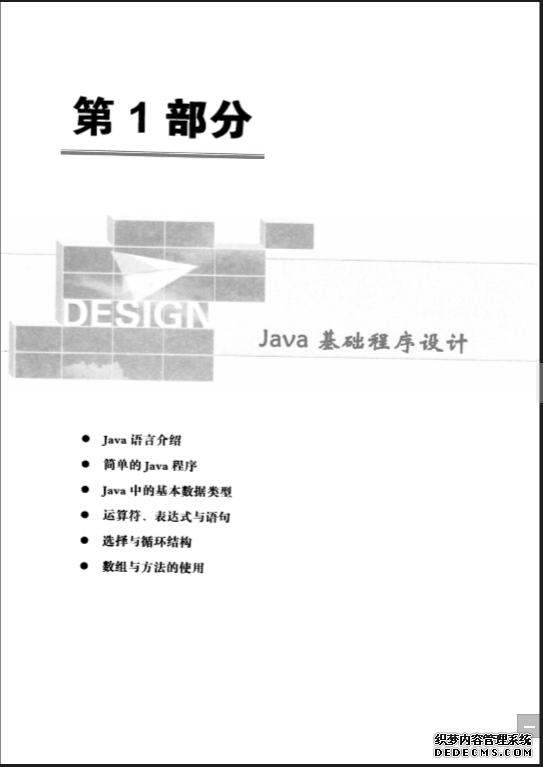 第 1 部分
DESIGN
Java 基础程序设计
● Java 语言介绍
● 简单的 Java 程序
● Java 中的基本数据类型
● 运算符、表达式与语句
● 选择与循环结构
● 数组与方法的使用
织梦内容管理系统
DEDECMS.COM